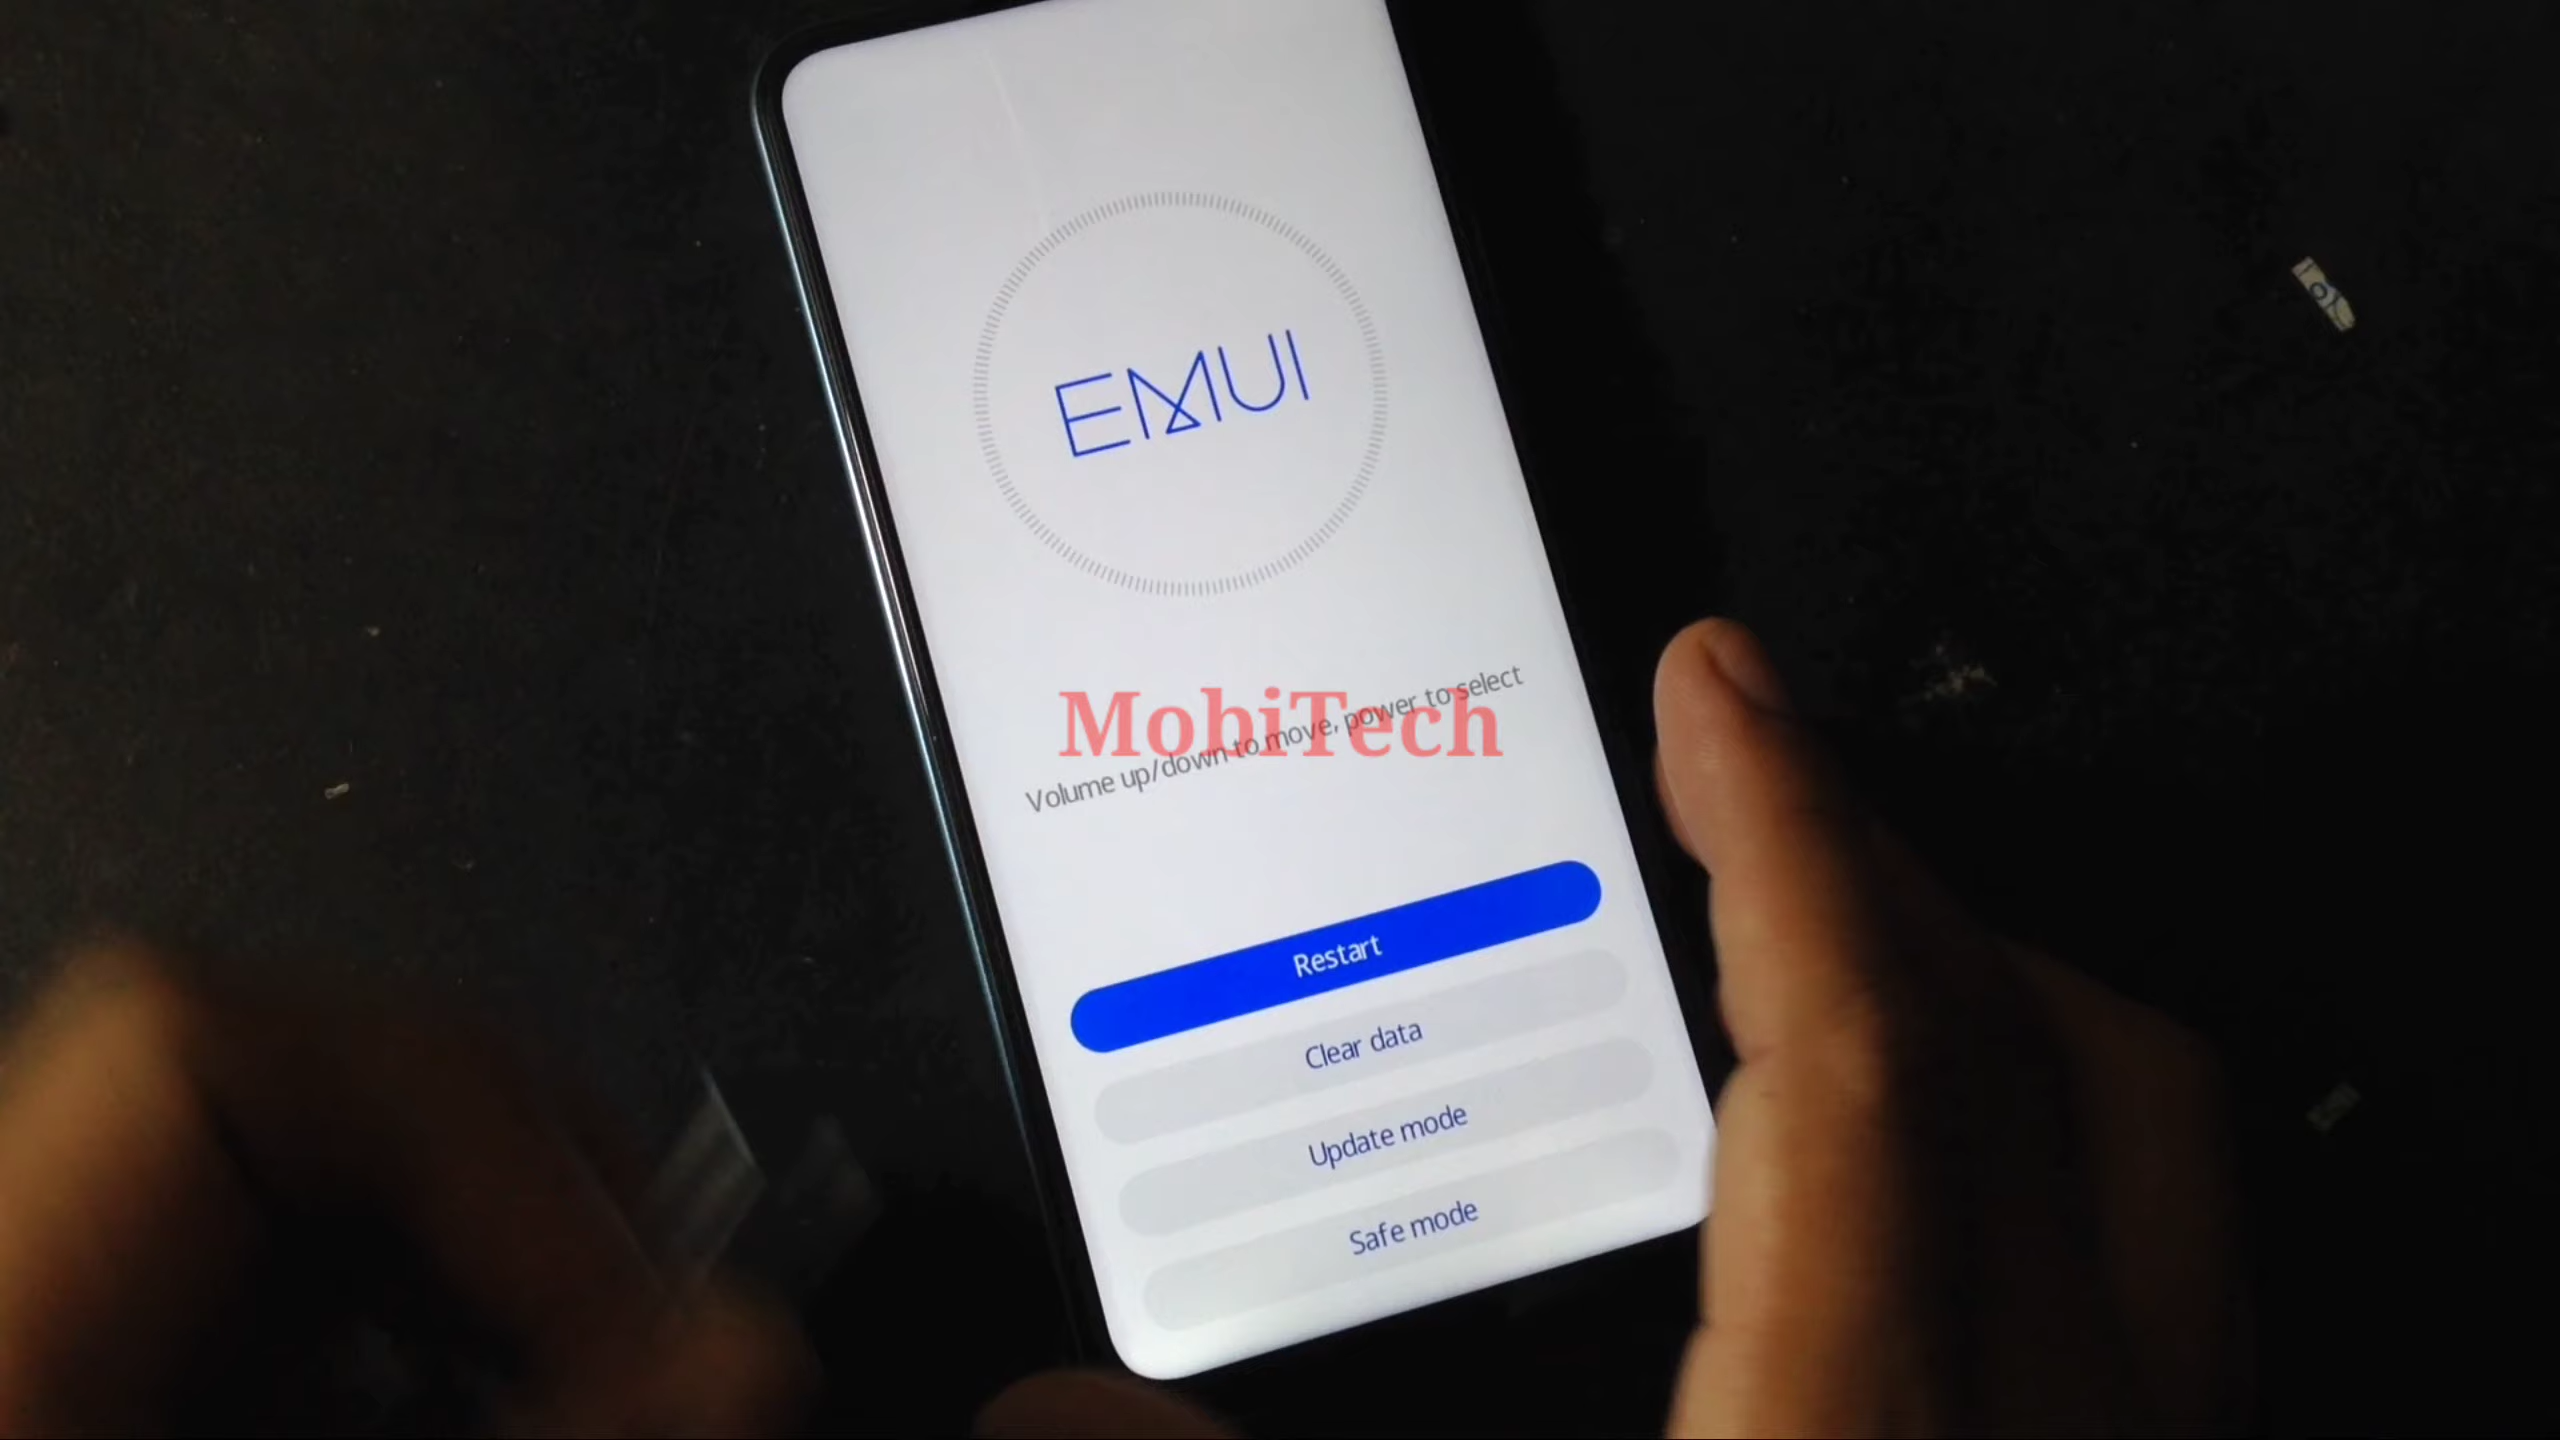 EMUI
MobiTech
Volume up/down to move, power to select
Restart
Clear data
Update mode
Safe mode